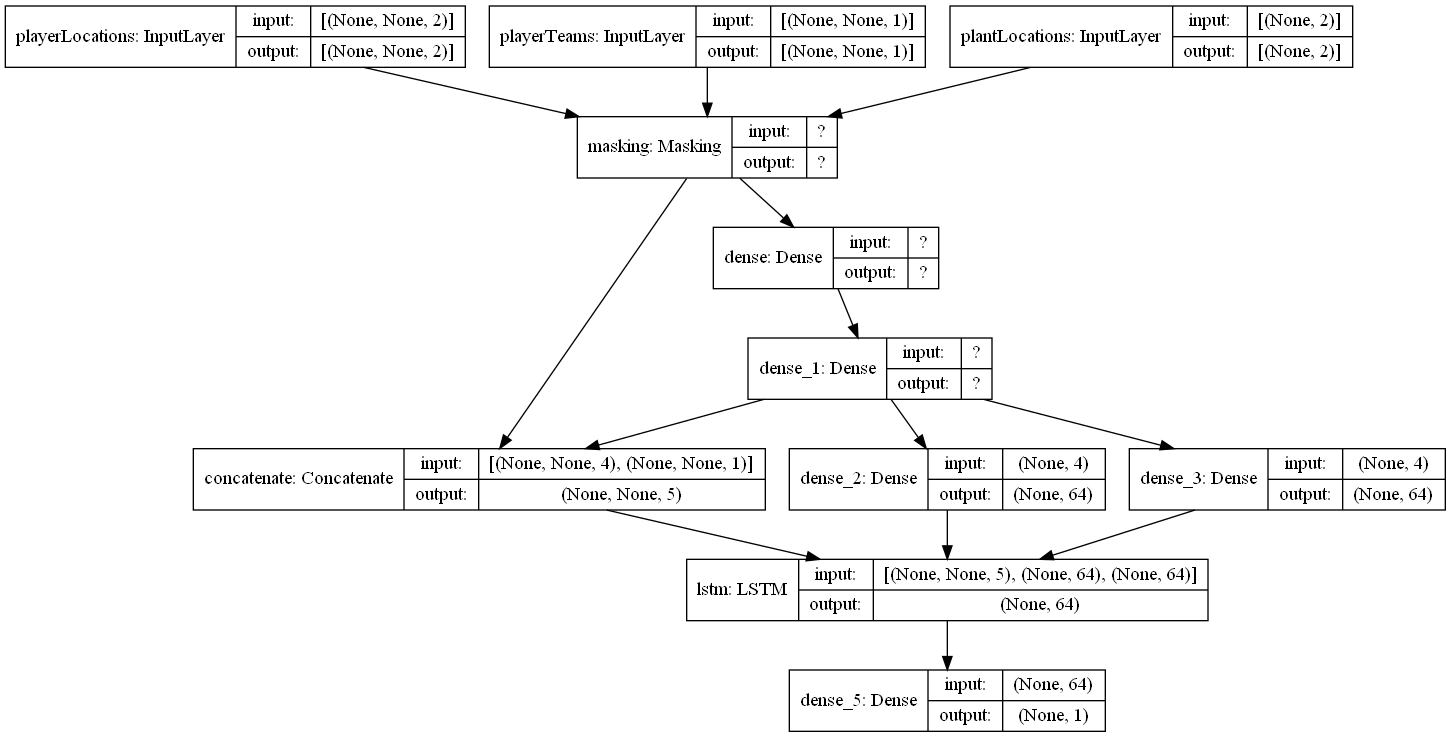 playerLocations: InputLayer
input: [(None, None, 2)]
output: [(None, None, 2)]
playerTeams: InputLayer
input: [(None, None, 1)]
output: [(None, None, 1)]
plantLocations: InputLayer
input: [(None, 2)]
output: [(None, 2)]
masking: Masking
input: ?
output: ?
dense: Dense
input: ?
output: ?
dense_1: Dense
input: ?
output: ?
concatenate: Concatenate
input: [(None, None, 4), (None, None, 1)]
output: (None, None, 5)
dense_2: Dense
input: (None, 4)
output: (None, 64)
dense_3: Dense
input: (None, 4)
output: (None, 64)
lstm: LSTM
input: [(None, None, 5), (None, 64), (None, 64)]
output: (None, 64)
dense_5: Dense
input: (None, 64)
output: (None, 1)